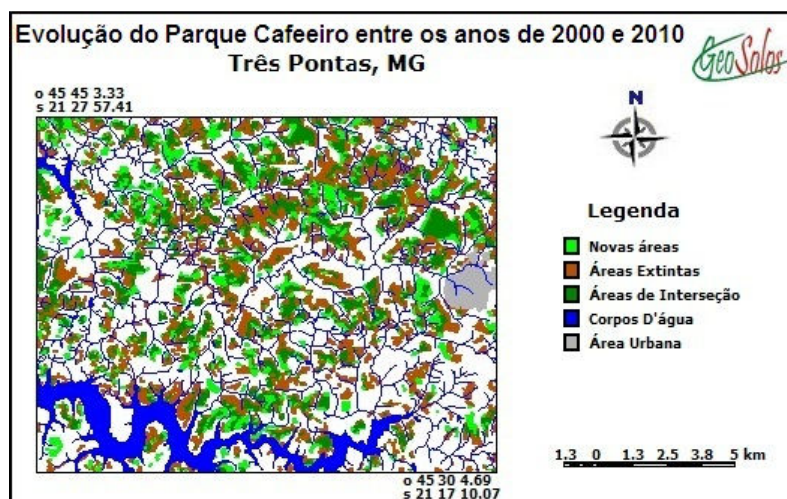 Evolução do Parque Cafeeiro entre os anos de 2000 e 2010
Três Pontas, MG
GeoSolos
o 45 45 3.33
s 21 27 57.41
N
Legenda
Novas áreas
Áreas Extintas
Áreas de Interseção
Corpos D'água
Área Urbana
1.3 0 1.3 2.5 3.8 5 km
o 45 30 4.69
s 21 17 10.07